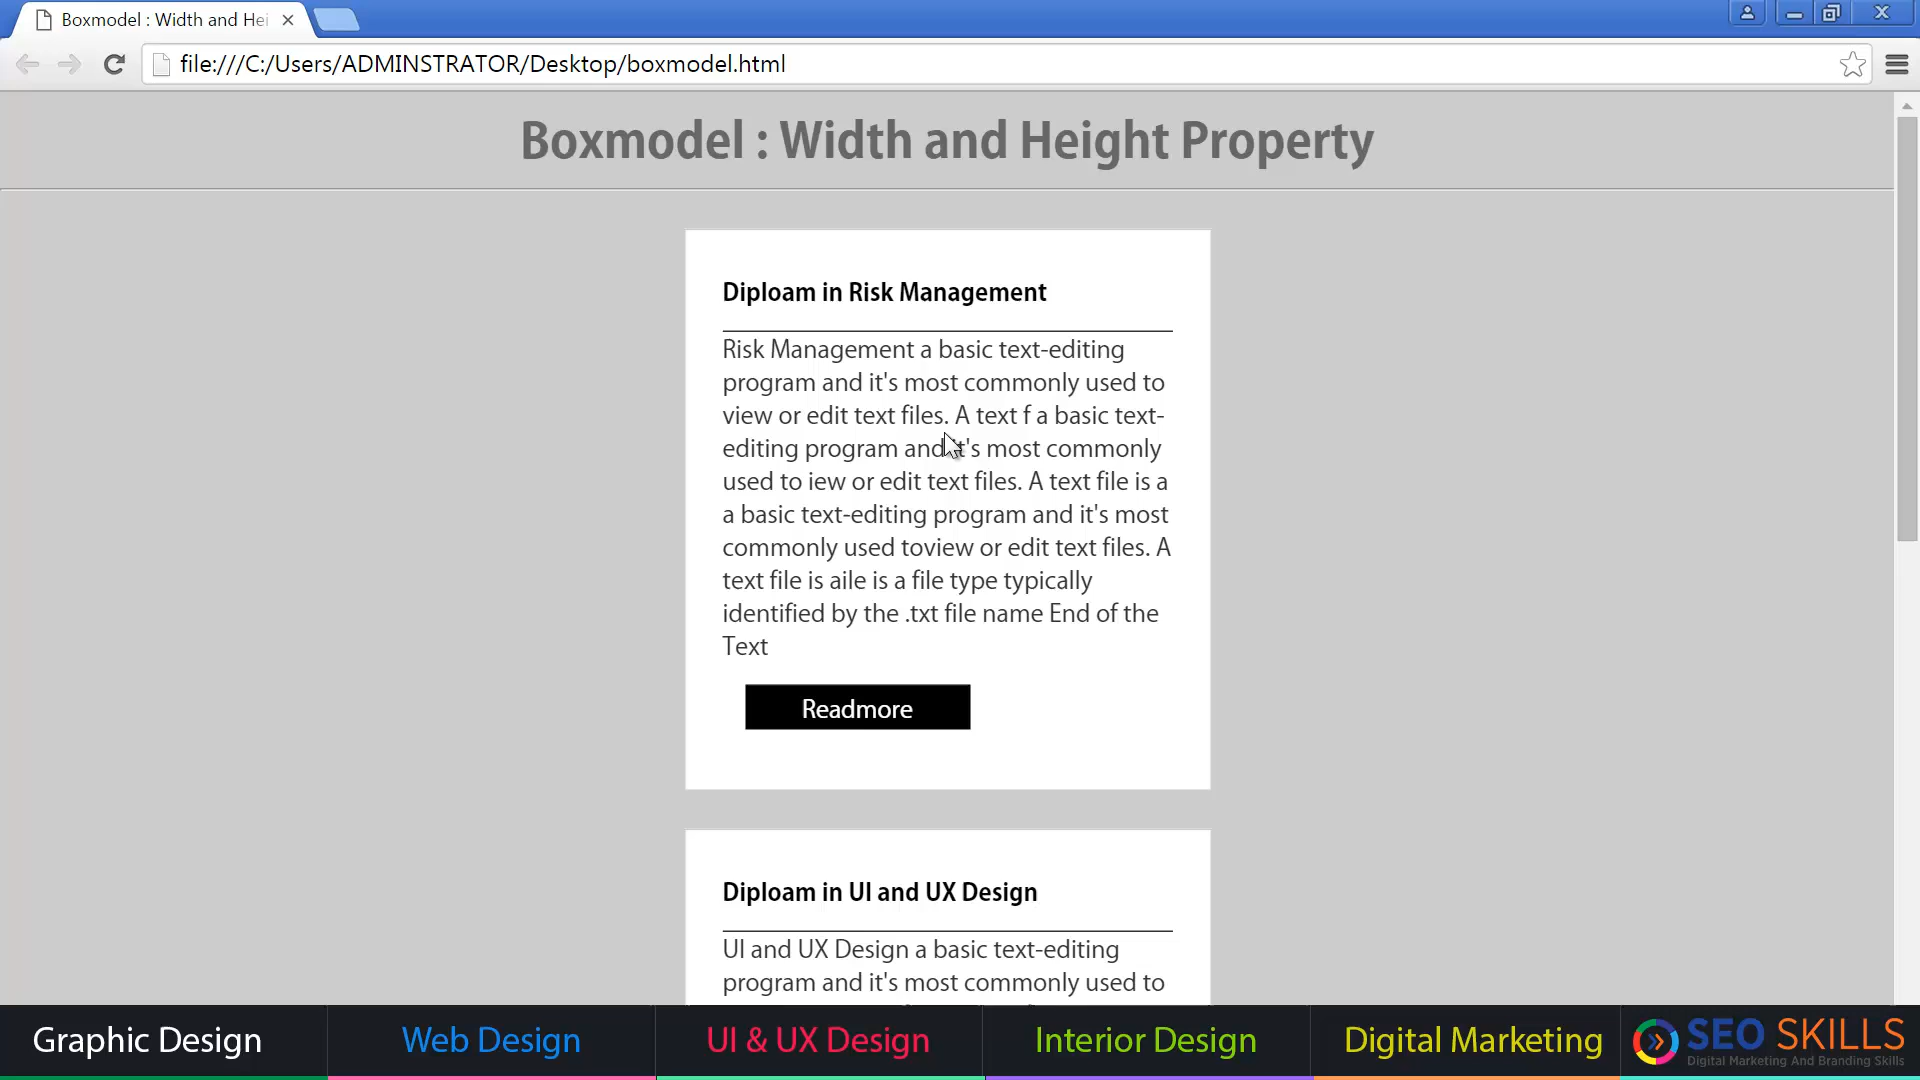 Boxmodel : Width and Hei
file:///C:/Users/ADMINSTRATOR/Desktop/boxmodel.html
Boxmodel : Width and Height Property
Diploam in Risk Management
Risk Management a basic text-editing
program and it's most commonly used to
view or edit text files. A text f a basic text-
editing program and it's most commonly
used to iew or edit text files. A text file is a
a basic text-editing program and it's most
commonly used toview or edit text files. A
text file is aile is a file type typically
identified by the .txt file name End of the
Text
Readmore
Diploam in UI and UX Design
UI and UX Design a basic text-editing
program and it's most commonly used to
Graphic Design
Web Design
UI & UX Design
Interior Design
Digital Marketing
SEO SKILLS
Digital Marketing And Branding Skills